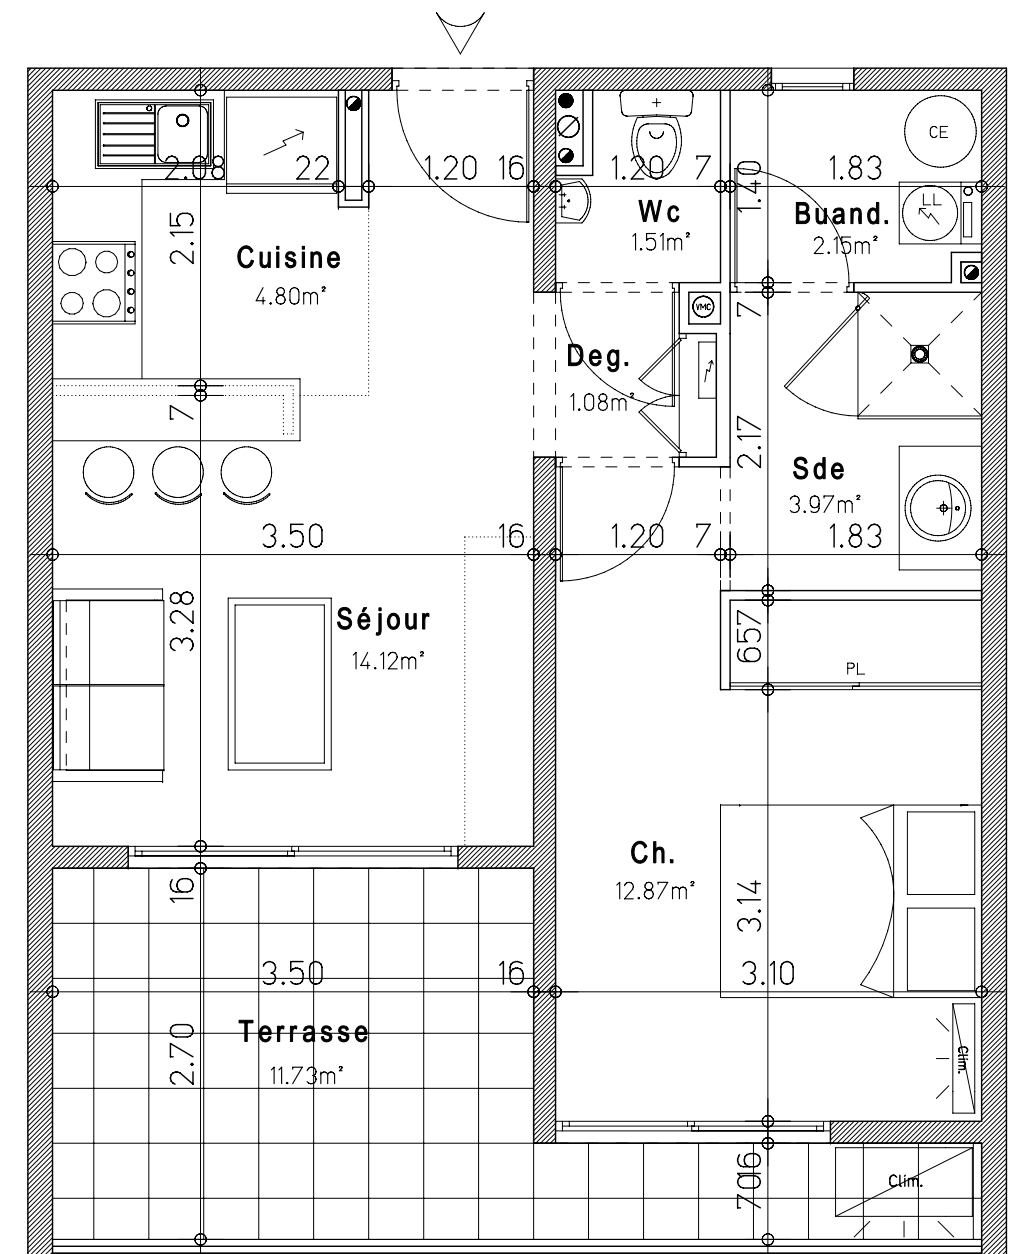 CE
2.08
22
1.20
16
1.20
7
1.40
1.83
LL
Wc
1.51m²
Buand.
2.15m²
2.15
Cuisine
4.80m²
VMC
7
Deg.
1.08m²
7
2.17
Sde
3.97m²
3.50
16
1.20
7
1.83
3.28
Séjour
14.12m²
657
PL
Ch.
12.87m²
16
3.14
3.50
16
3.10
Terrasse
11.73m²
2.70
Clim.
16
70
Clim.